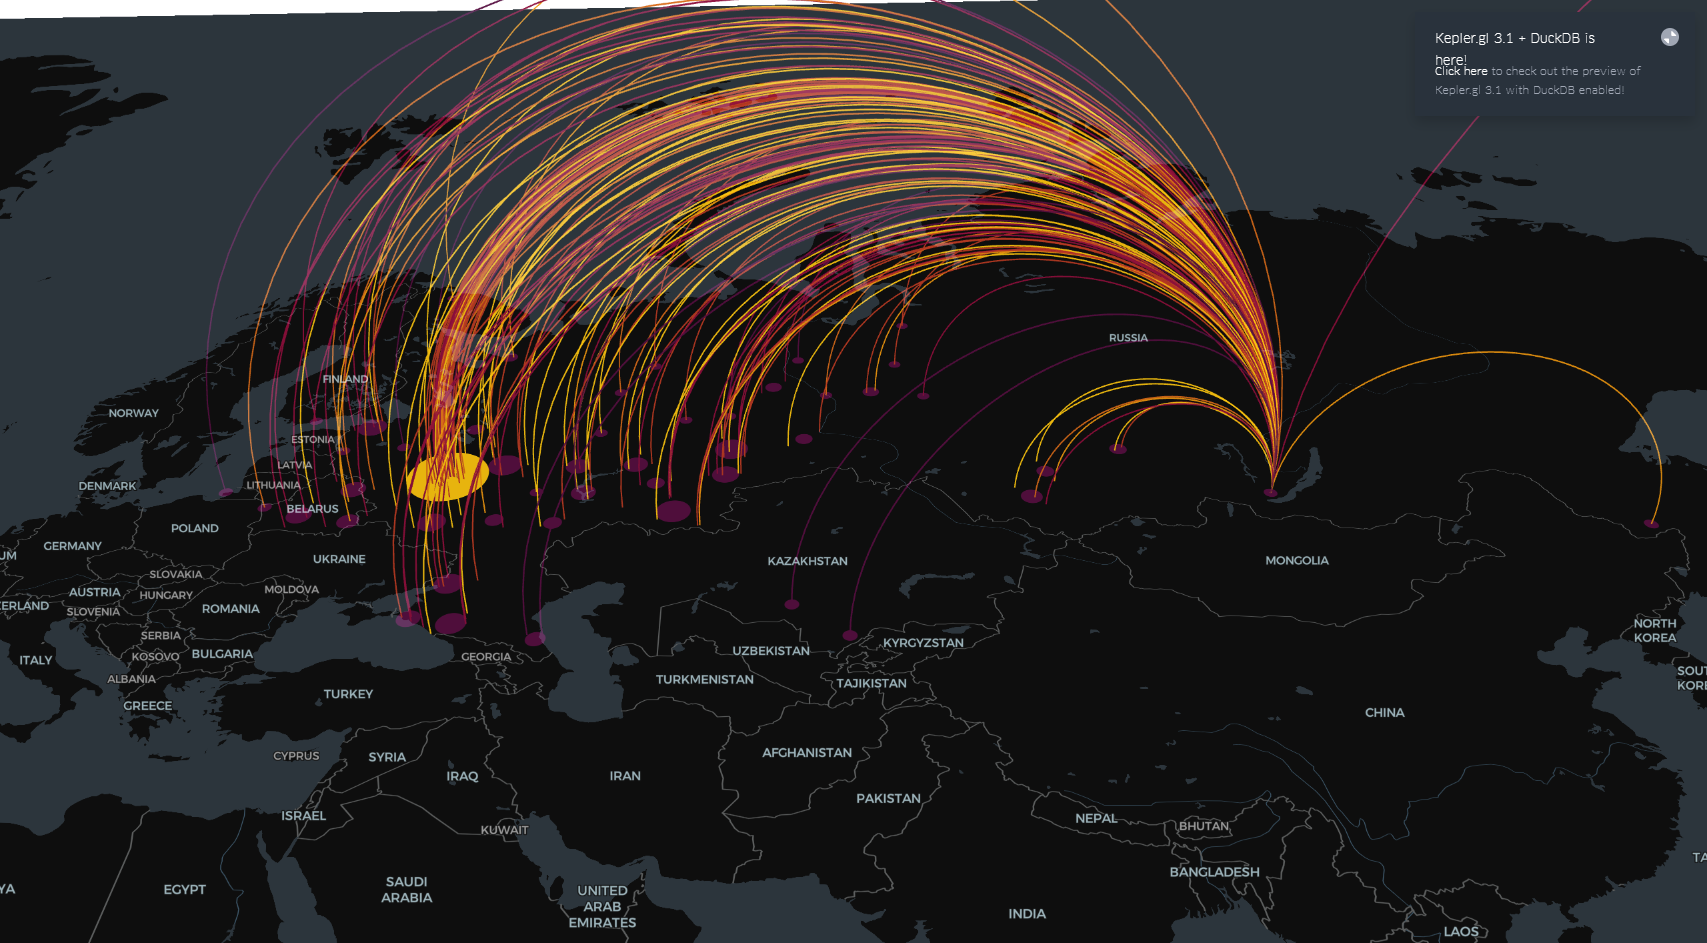 Kepler.gl 3.1 + DuckDB is
here!
Click here to check out the preview of
Kepler.gl 3.1 with DuckDB enabled!
RUSSIA
FINLAND
NORWAY
ESTONIA
LATVIA
LITHUANIA
DENMARK
BELARUS
POLAND
GERMANY
UM
UKRAINE
KAZAKHSTAN
MONGOLIA
SLOVAKIA
AUSTRIA
HUNGARY
MOLDOVA
ZERLAND
SLOVENIA
ROMANIA
NORTH
KOREA
SERBIA
KYRGYZSTAN
UZBEKISTAN
BULGARIA
KOSOVO
GEORGIA
ITALY
ALBANIA
TURKMENISTAN
TAJIKISTAN
SOUT
KORE
TURKEY
GREECE
CHINA
CYPRUS
SYRIA
AFGHANISTAN
IRAQ
IRAN
PAKISTAN
ISRAEL
NEPAL
BHUTAN
KUWAIT
TA
BANGLADESH
YA
EGYPT
SAUDI
ARABIA
UNITED
ARAB
EMIRATES
INDIA
LAOS